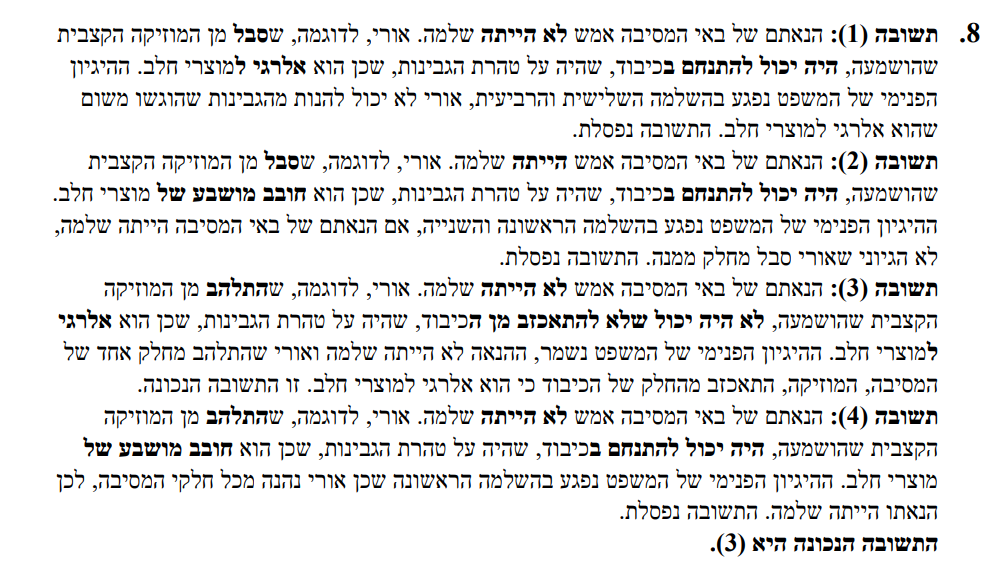 8. תשובה (1): הנאתם של באי המסיבה אמש לא הייתה שלמה. אורי, לדוגמה, שסבל מן המוזיקה הקצבית
שהושמעה, היה יכול להתנחם בכיבוד, שהיה על טהרת הגבינות, שכן הוא אלרגי למוצרי חלב. ההיגיון
הפנימי של המשפט נפגע בהשלמה השלישית והרביעית, אורי לא יכול להנות מהגבינות שהוגשו משום
שהוא אלרגי למוצרי חלב. התשובה נפסלת.
תשובה (2): הנאתם של באי המסיבה אמש הייתה שלמה. אורי, לדוגמה, שסבל מן המוזיקה הקצבית
שהושמעה, היה יכול להתנחם בכיבוד, שהיה על טהרת הגבינות, שכן הוא חובב מושבע של מוצרי חלב.
ההיגיון הפנימי של המשפט נפגע בהשלמה הראשונה והשנייה, אם הנאתם של באי המסיבה הייתה שלמה,
לא הגיוני שאורי סבל מחלק ממנה. התשובה נפסלת.
תשובה (3): הנאתם של באי המסיבה אמש לא הייתה שלמה. אורי, לדוגמה, שהתלהב מן המוזיקה
הקצבית שהושמעה, לא היה יכול שלא להתאכזב מן הכיבוד, שהיה על טהרת הגבינות, שכן הוא אלרגי
למוצרי חלב. ההיגיון הפנימי של המשפט נשמר, ההנאה לא הייתה שלמה ואורי שהתלהב מחלק אחד של
המסיבה, המוזיקה, התאכזב מהחלק של הכיבוד כי הוא אלרגי למוצרי חלב. זו התשובה הנכונה.
תשובה (4): הנאתם של באי המסיבה אמש לא הייתה שלמה. אורי, לדוגמה, שהתלהב מן המוזיקה
הקצבית שהושמעה, היה יכול להתנחם בכיבוד, שהיה על טהרת הגבינות, שכן הוא חובב מושבע של
מוצרי חלב. ההיגיון הפנימי של המשפט נפגע בהשלמה הראשונה שכן אורי נהנה מכל חלקי המסיבה, לכן
הנאתו הייתה שלמה. התשובה נפסלת.
התשובה הנכונה היא (3).